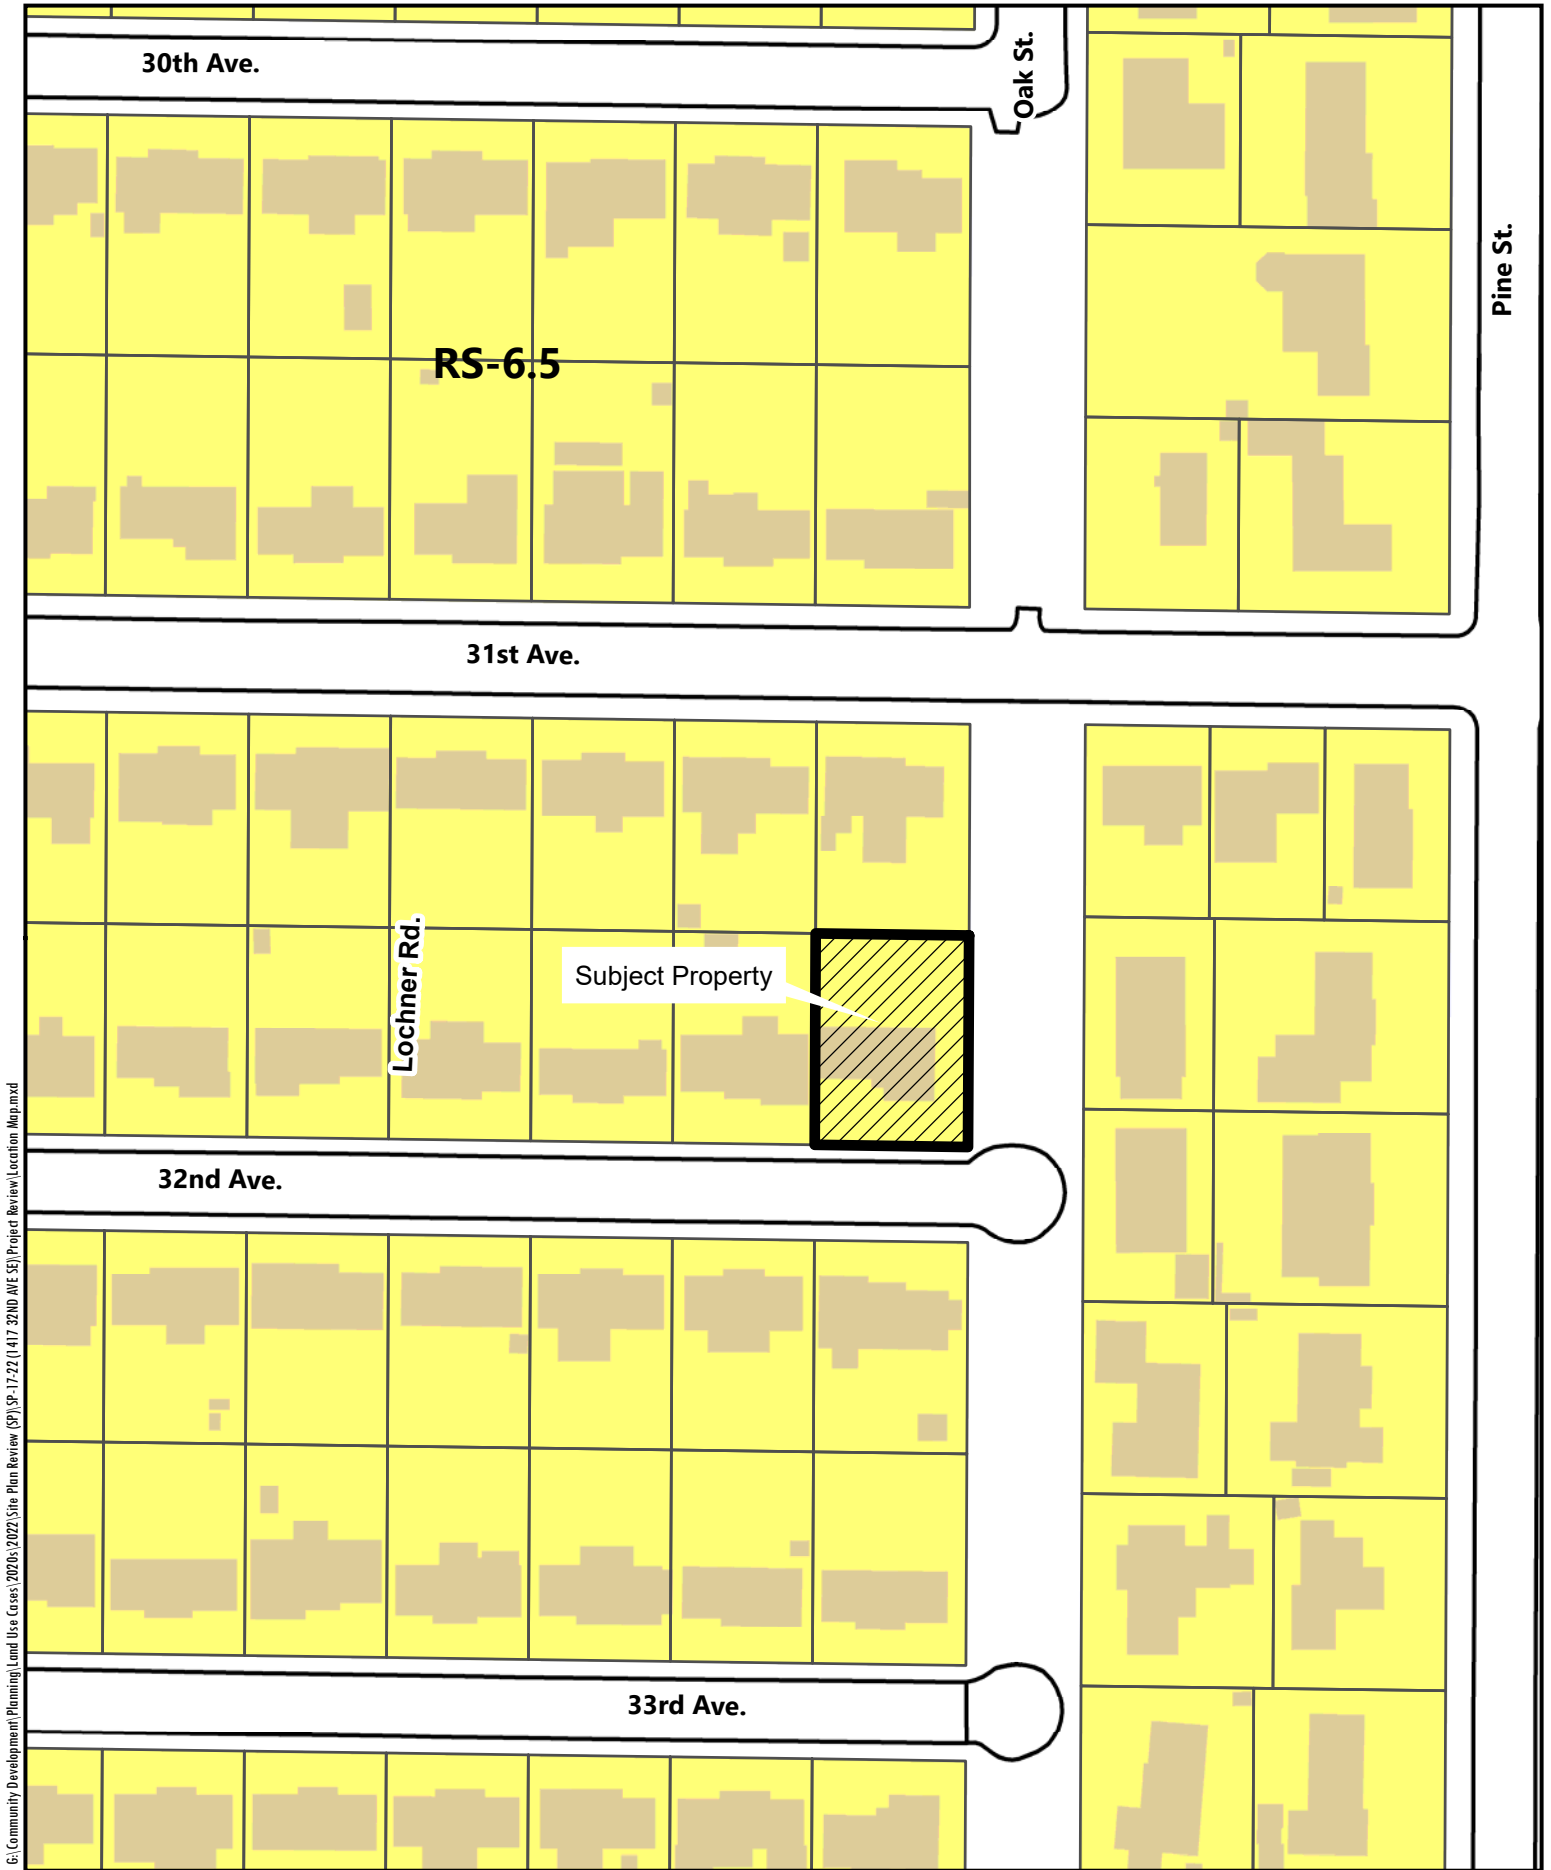 30th Ave.
Oak St.
Pine St.
RS-6.5
31st Ave.
Lochner Rd.
Subject Property
32nd Ave.
33rd Ave.
G:\Community Development\Planning\Land Use Cases\2020s\2022\Site Plan Review (SP)\SP-17-22 (1417 32ND AVE SE)\Project Review\Location Map.mxd